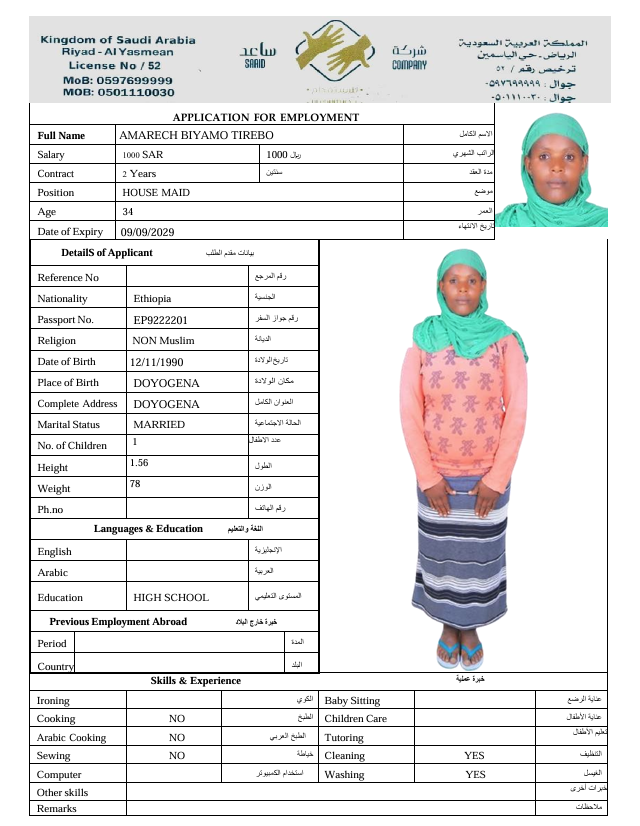 Kingdom of Saudi Arabia
Riyad - Al Yasmean
License No / 52
MoB: 0597699999
MOB: 0501110030
ساعد
SAAID
شركة
COMPANY
المملكة العربية السعودية
الرياض - حي الياسمين
ترخيص رقم / ٥٢
جوال : ٠٥٩٧٦٩٩٩٩٩
جوال : ٠٥٠١١١٠٠٣٠
APPLICATION FOR EMPLOYMENT
Full Name AMARECH BIYAMO TIREBO الاسم الكامل
Salary 1000 SAR 1000 ريال الراتب الشهري
Contract 2 Years سنتين مدة العقد
Position HOUSE MAID موضع
Age 34 العمر
Date of Expiry 09/09/2029 تاريخ الانتهاء
DetailS of Applicant بيانات مقدم الطلب
Reference No رقم المرجع
Nationality Ethiopia الجنسية
Passport No. EP9222201 رقم جواز السفر
Religion NON Muslim الديانة
Date of Birth 12/11/1990 تاريخ الولادة
Place of Birth DOYOGENA مكان الولادة
Complete Address DOYOGENA العنوان الكامل
Marital Status MARRIED الحالة الاجتماعية
No. of Children 1 عدد الاطفال
Height 1.56 الطول
Weight 78 الوزن
Ph.no رقم الهاتف
Languages & Education اللغة والتعليم
English الإنجليزية
Arabic العربية
Education HIGH SCHOOL المستوى التعليمي
Previous Employment Abroad خبرة خارج البلاد
Period المدة
Country البلد
Skills & Experience خبرة عملية
Ironing الكوي Baby Sitting عناية الرضع
Cooking NO الطبخ Children Care عناية الأطفال
Arabic Cooking NO الطبخ العربي Tutoring تعليم الأطفال
Sewing NO خياطة Cleaning YES التنظيف
Computer استخدام الكمبيوتر Washing YES الغسيل
Other skills خبرات أخرى
Remarks ملاحظات